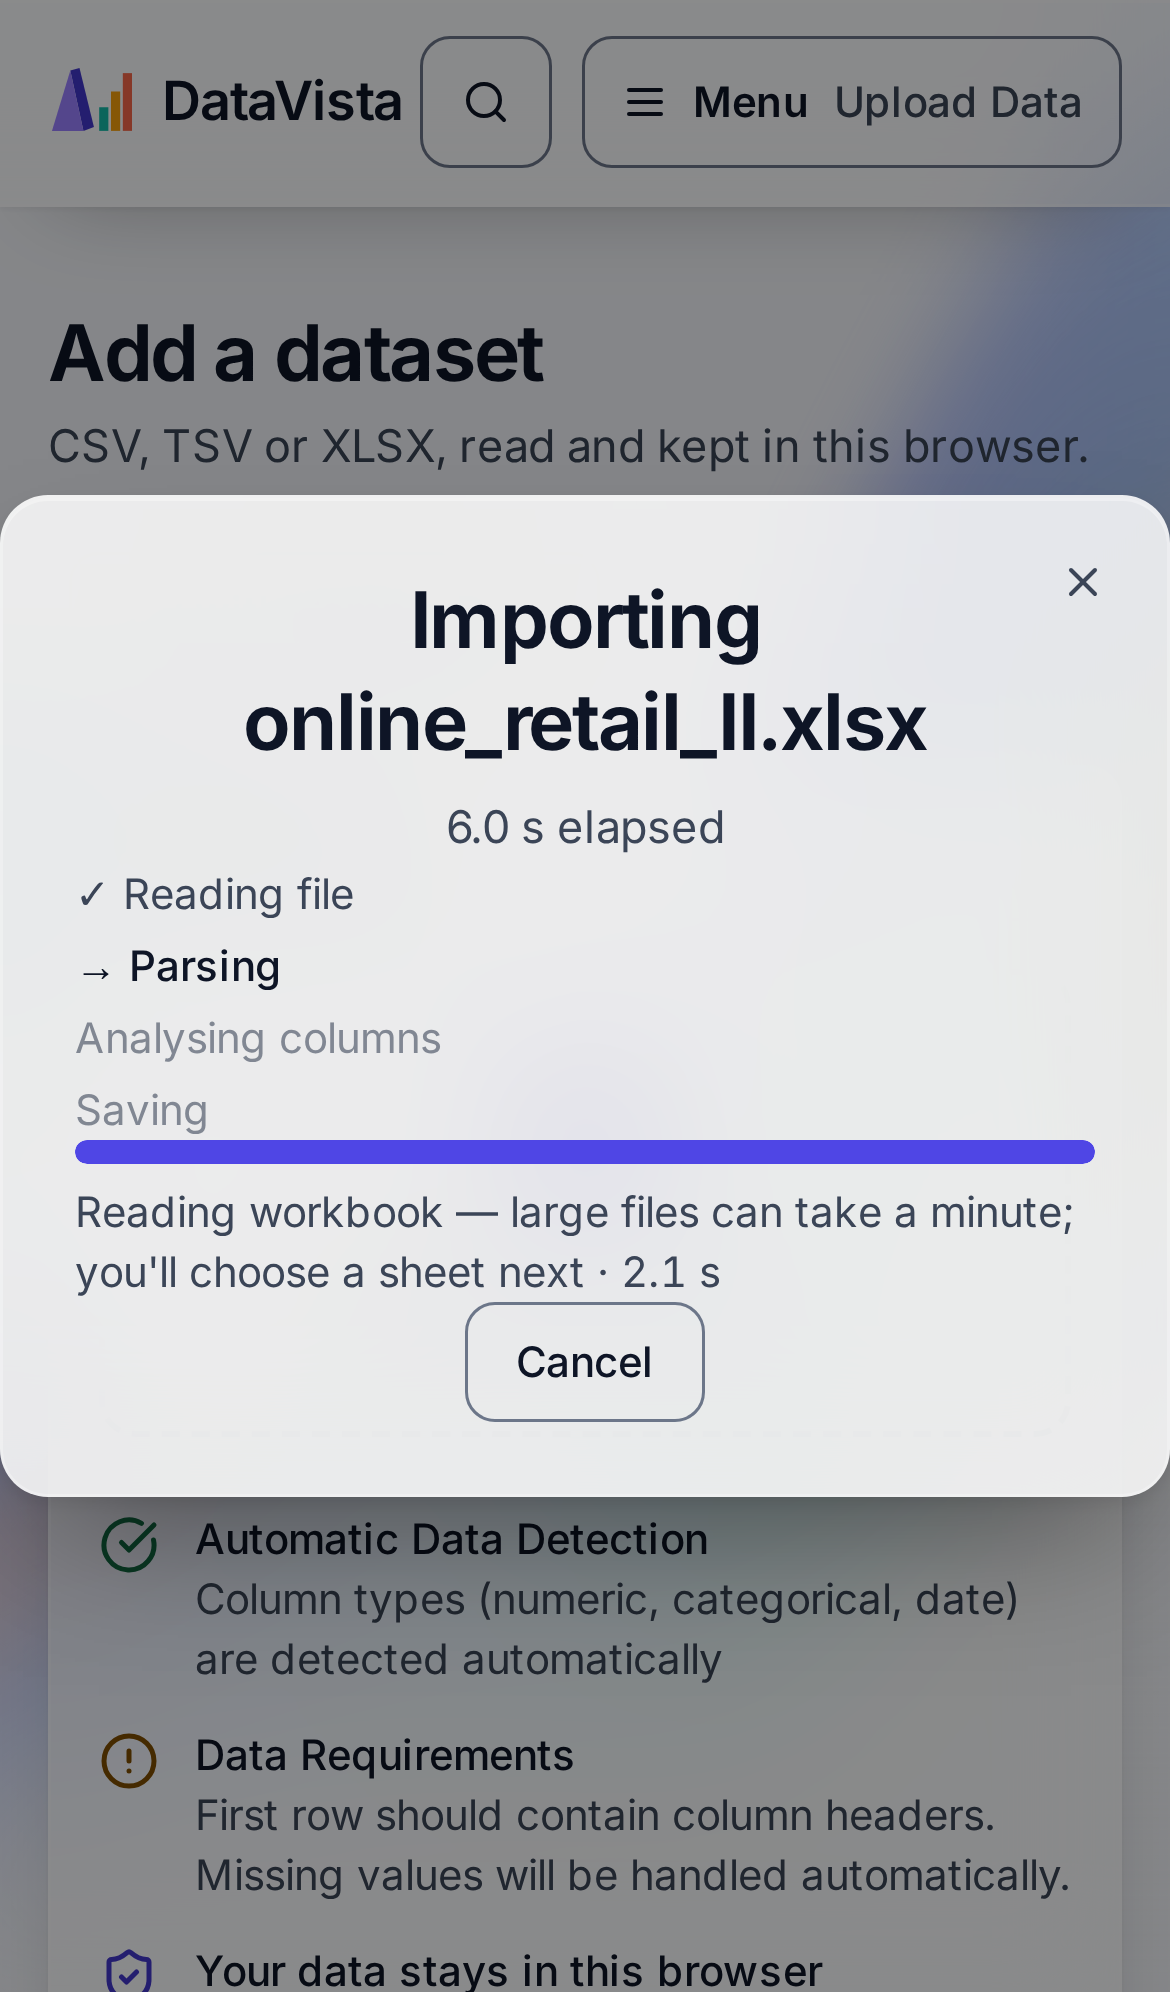 DataVista
Menu Upload Data
Add a dataset
CSV, TSV or XLSX, read and kept in this browser.
Importing
online_retail_II.xlsx
6.0 s elapsed
✓ Reading file
→ Parsing
Analysing columns
Saving
Reading workbook — large files can take a minute;
you'll choose a sheet next · 2.1 s
Cancel
Automatic Data Detection
Column types (numeric, categorical, date)
are detected automatically
Data Requirements
First row should contain column headers.
Missing values will be handled automatically.
Your data stays in this browser